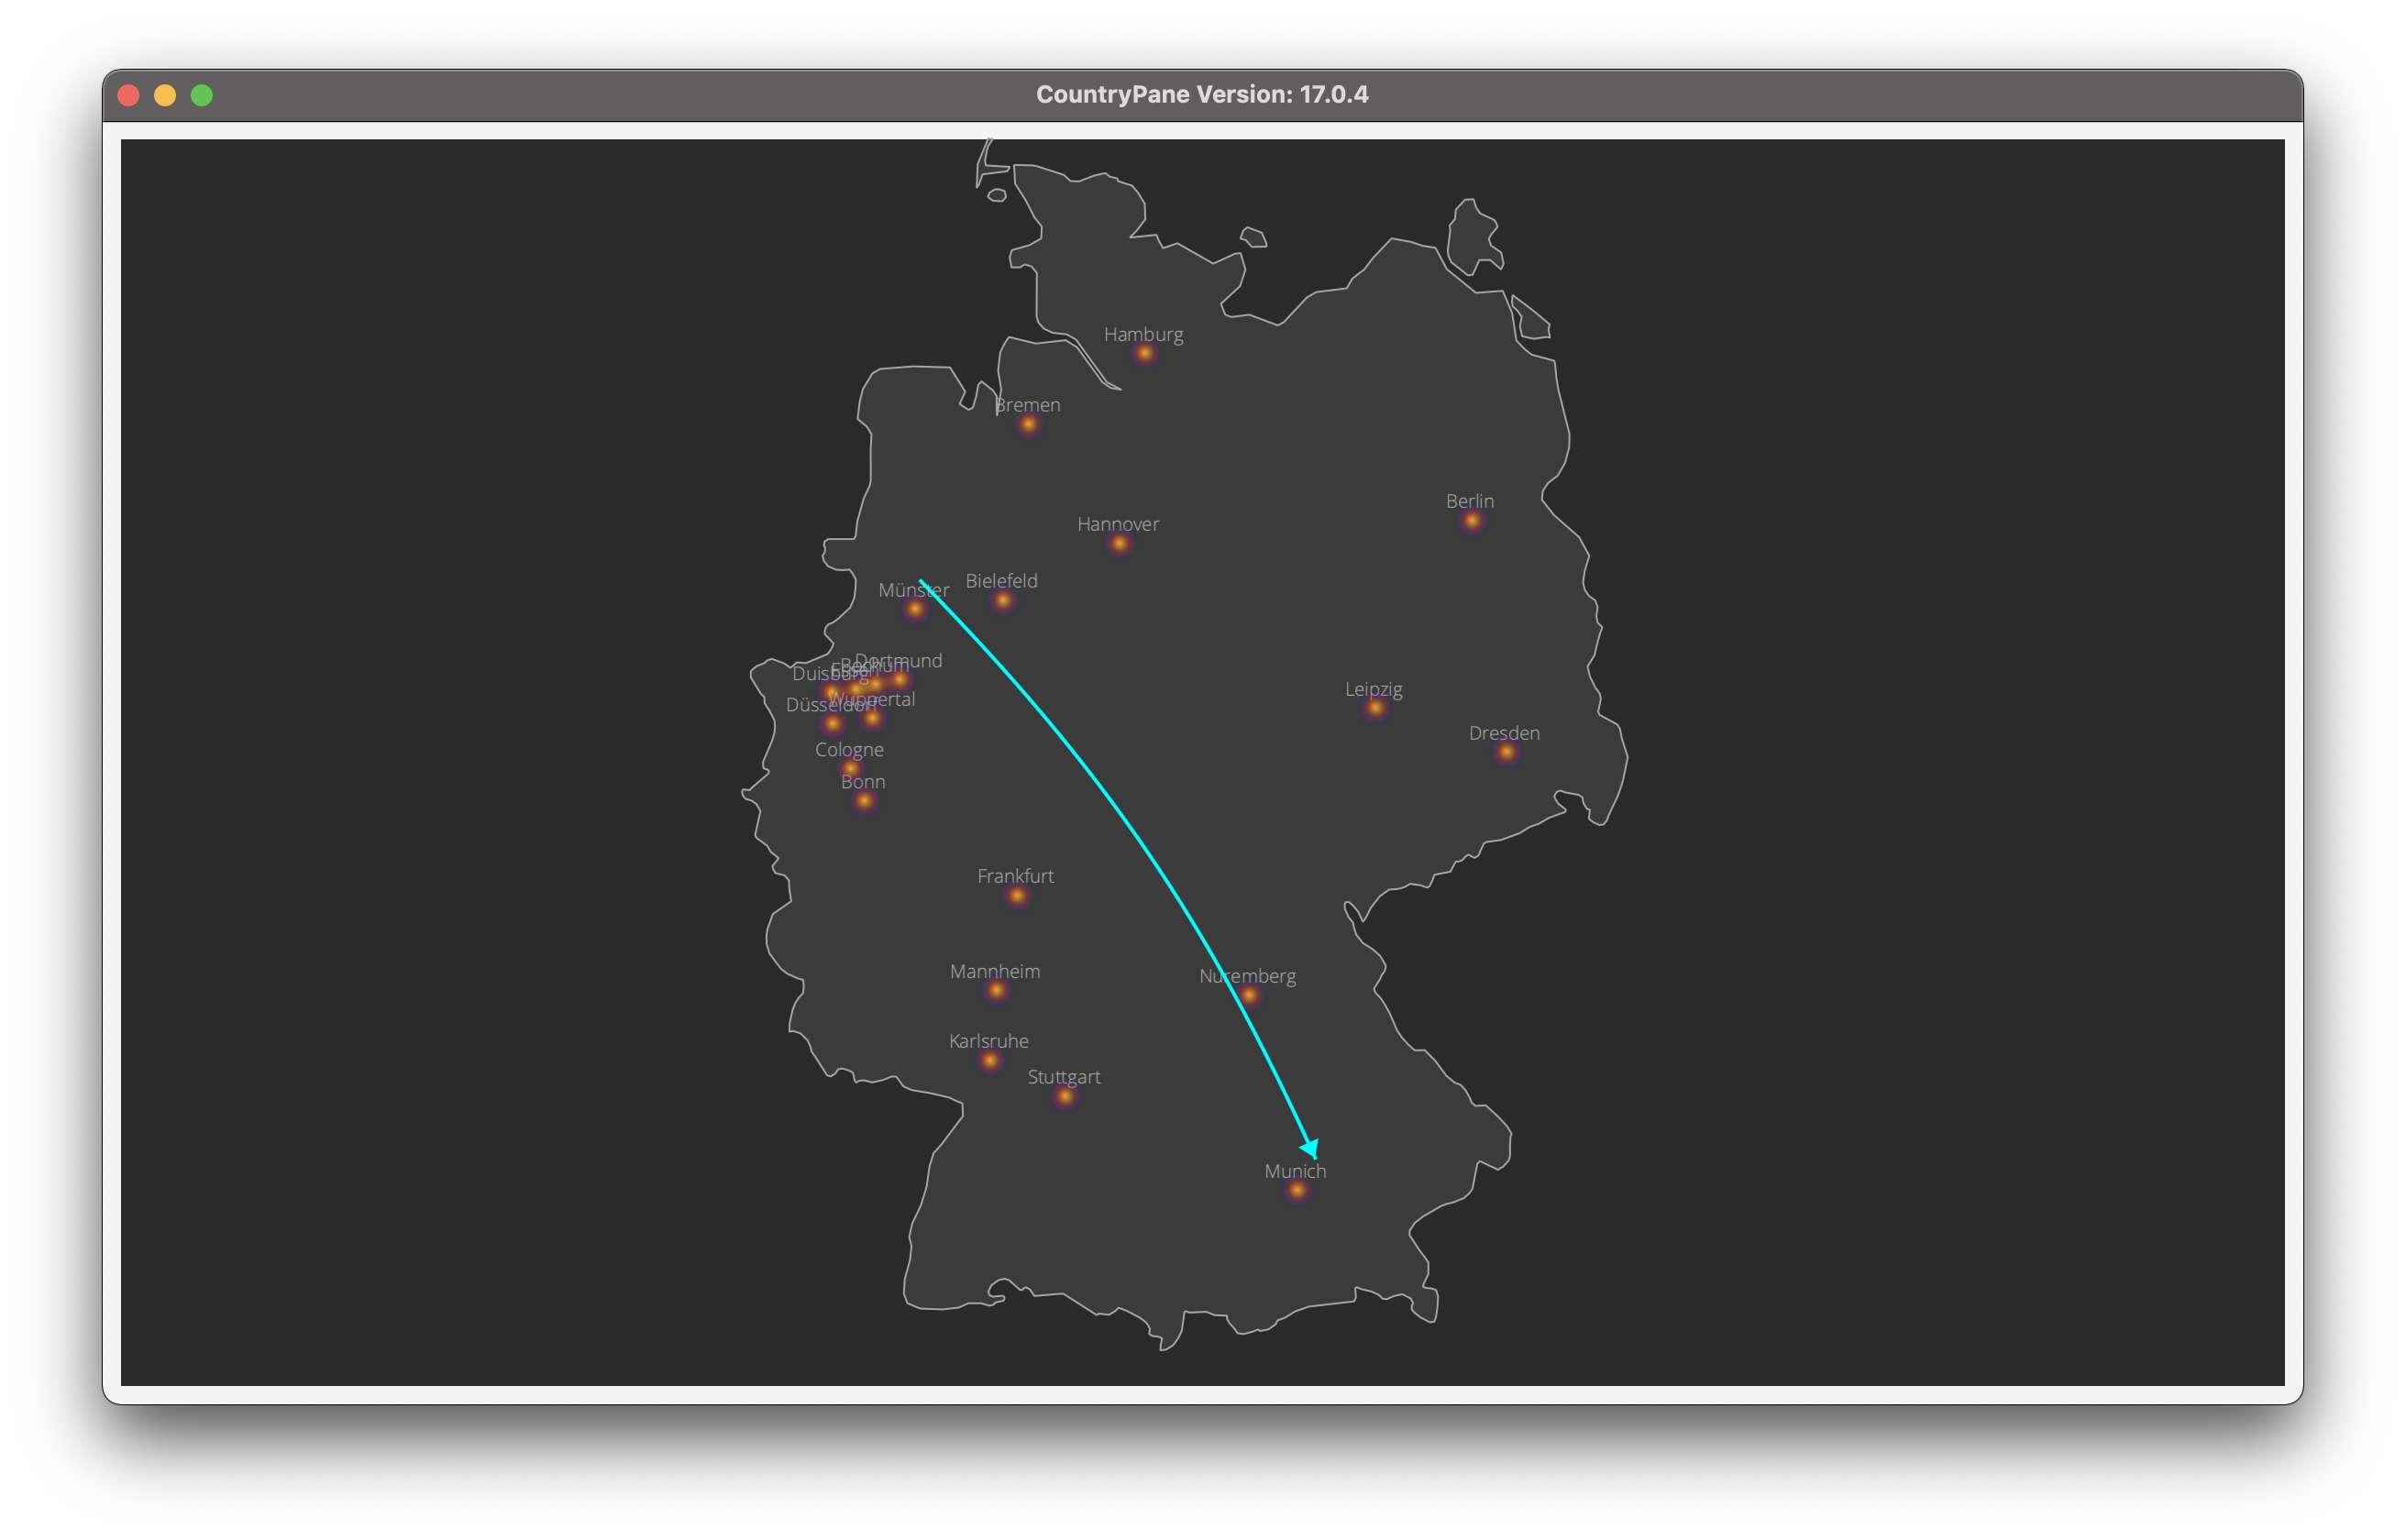 CountryPane Version: 17.0.4
Hamburg
Bremen
Berlin
Hannover
Bielefeld
Münster
Dortmund
Bochum
Essen
Duisburg
Leipzig
Wuppertal
Düsseldorf
Dresden
Cologne
Bonn
Frankfurt
Mannheim
Nuremberg
Karlsruhe
Stuttgart
Munich